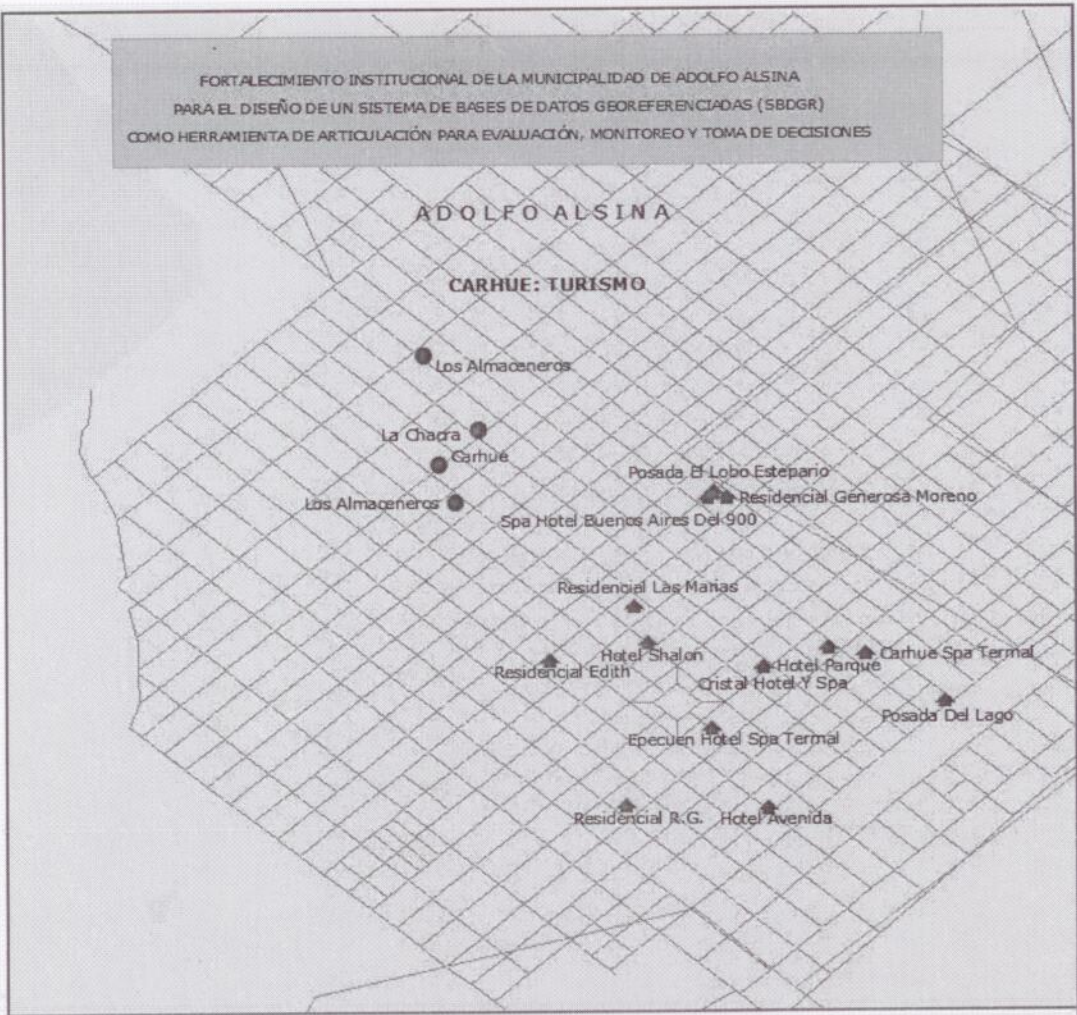 FORTALECIMIENTO INSTITUCIONAL DE LA MUNICIPALIDAD DE ADOLFO ALSINA
PARA EL DISEÑO DE UN SISTEMA DE BASES DE DATOS GEOREFERENCIADAS (SBDGR)
COMO HERRAMIENTA DE ARTICULACIÓN PARA EVALUACIÓN, MONITOREO Y TOMA DE DECISIONES
ADOLFO ALSINA
CARHUE: TURISMO
Los Almaceneros
La Chacra
Carhué
Los Almaceneros
Posada El Lobo Estepario
Residencial Generosa Moreno
Spa Hotel Buenos Aires Del 900
Residencial Las Marias
Hotel Shalon
Residencial Edith
Hotel Parque
Carhue Spa Termal
Cristal Hotel Y Spa
Posada Del Lago
Epecuen Hotel Spa Termal
Residencial R.G.
Hotel Avenida